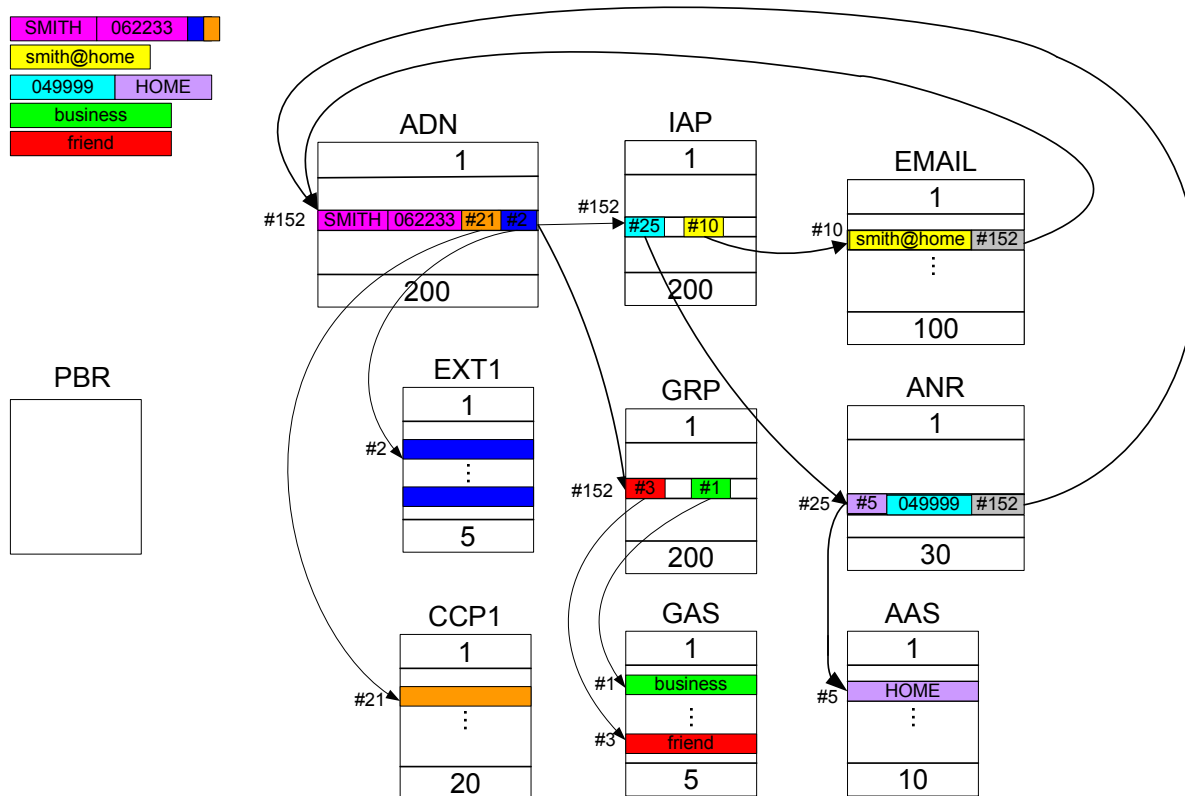 SMITH 062233
smith@home
049999 HOME
business
friend
ADN
1
#152 SMITH 062233 #21 #2
200
IAP
1
#152
#25 #10
200
EMAIL
1
#10
smith@home #152
⋮
100
PBR
EXT1
1
#2
⋮
5
GRP
1
#152 #3 #1
200
ANR
1
#25 #5 049999 #152
30
CCP1
1
#21
⋮
20
GAS
1
#1 business
⋮
#3 friend
5
AAS
1
#5 HOME
⋮
10